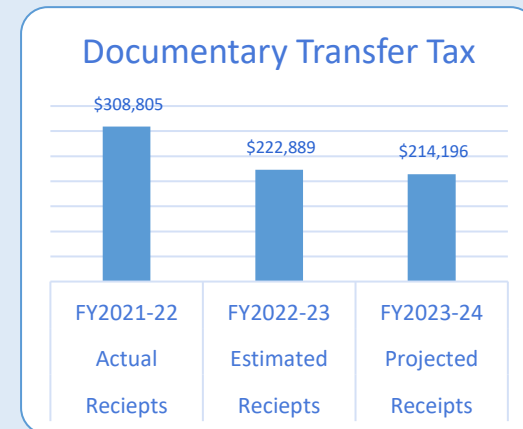 Documentary Transfer Tax
$308,805
$222,889
$214,196
FY2021-22 FY2022-23 FY2023-24
Actual Estimated Projected
Reciepts Reciepts Receipts